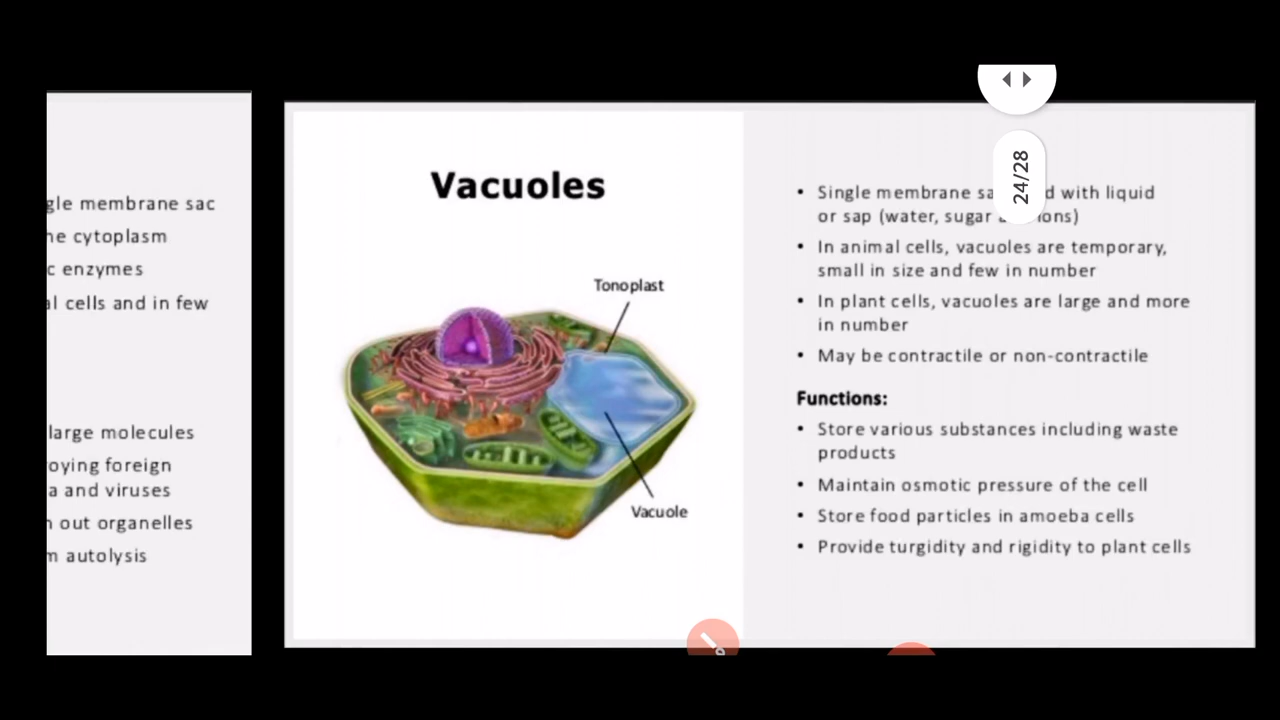 gle membrane sac
ne cytoplasm
c enzymes
al cells and in few
large molecules
oying foreign
a and viruses
n out organelles
m autolysis
Vacuoles
Tonoplast
Vacuole
24/28
• Single membrane sa d with liquid
or sap (water, sugar a ions)
• In animal cells, vacuoles are temporary,
small in size and few in number
• In plant cells, vacuoles are large and more
in number
• May be contractile or non-contractile
Functions:
• Store various substances including waste
products
• Maintain osmotic pressure of the cell
• Store food particles in amoeba cells
• Provide turgidity and rigidity to plant cells